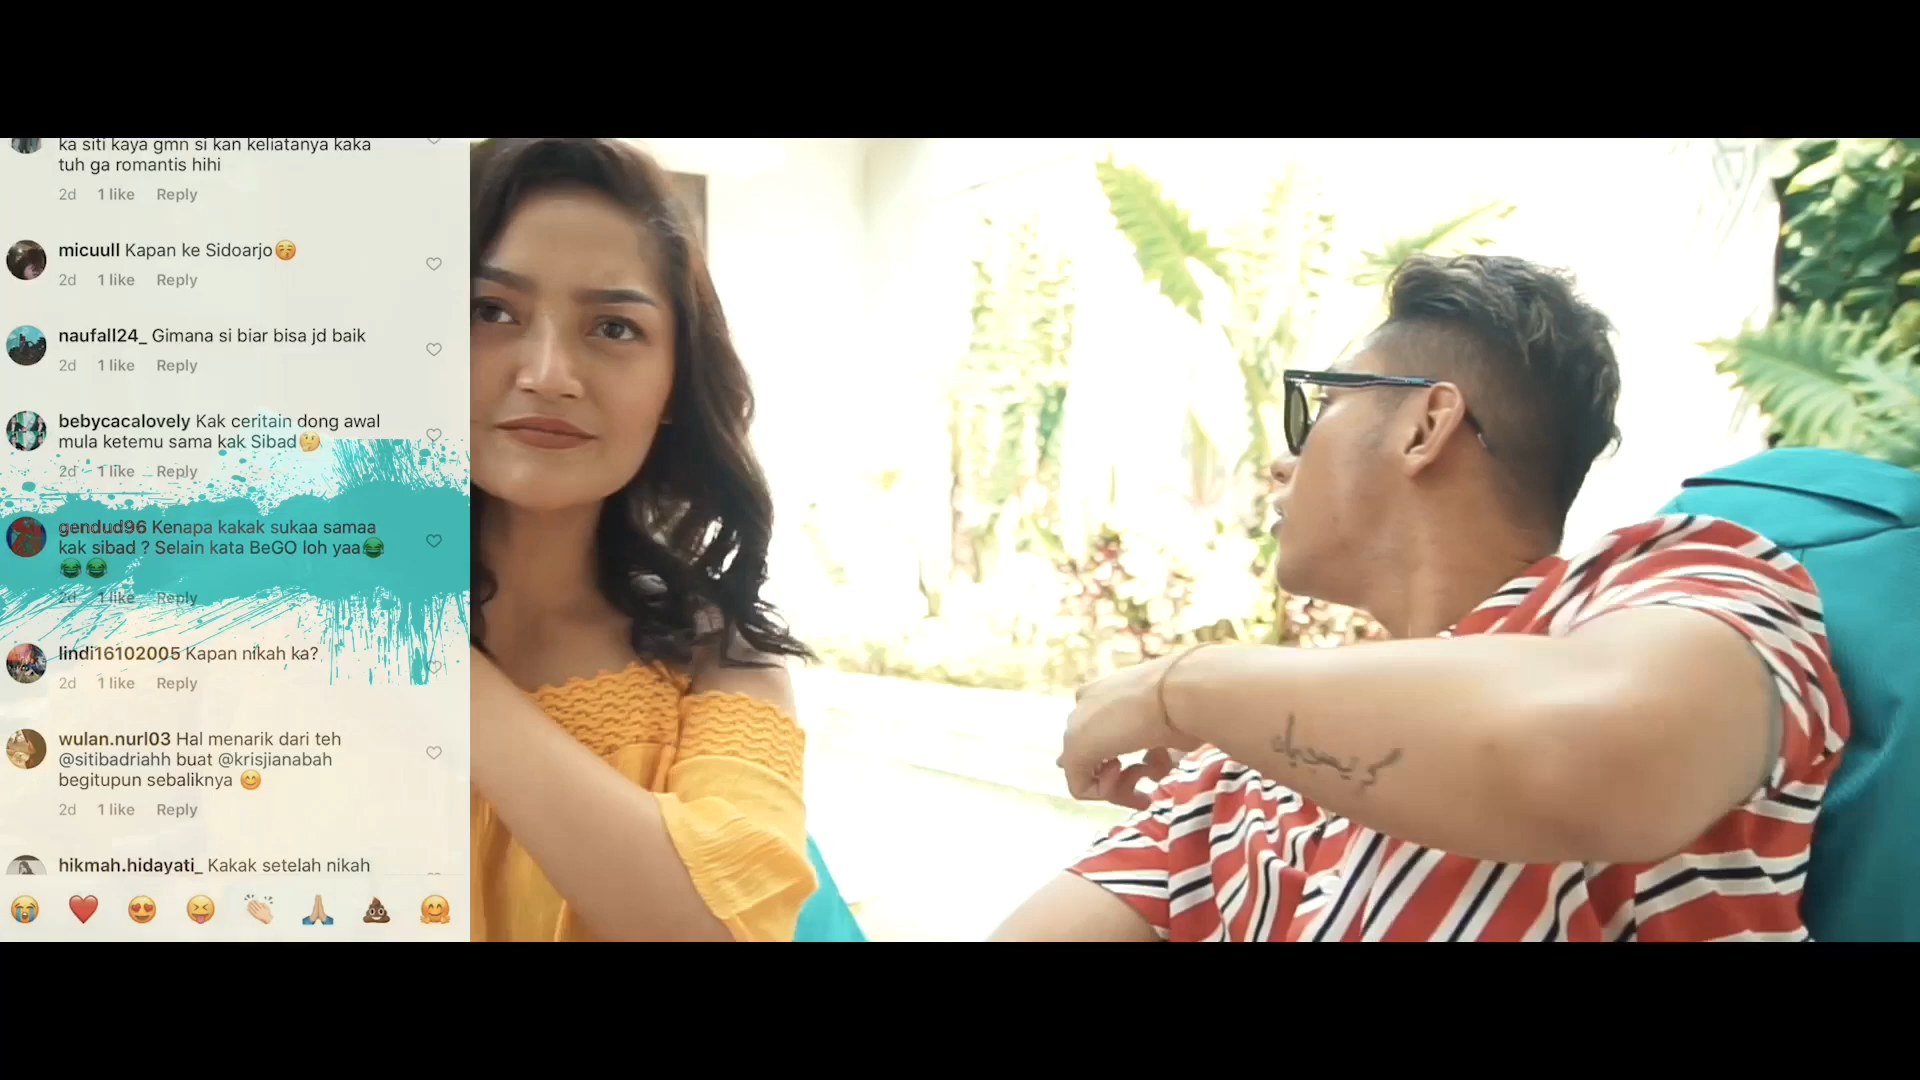 ka siti kaya gmn si kan keliatanya kaka
tuh ga romantis hihi
2d 1 like Reply
micuull Kapan ke Sidoarjo😚
2d 1 like Reply
naufall24_ Gimana si biar bisa jd baik
2d 1 like Reply
bebycacalovely Kak ceritain dong awal
mula ketemu sama kak Sibad🤔
2d 1 like Reply
gendud96 Kenapa kakak sukaa samaa
kak sibad ? Selain kata BeGO loh yaa😂
😂😂
2d 1 like Reply
lindi16102005 Kapan nikah ka?
2d 1 like Reply
wulan.nurl03 Hal menarik dari teh
@sitibadriahh buat @krisjianabah
begitupun sebaliknya 😊
2d 1 like Reply
hikmah.hidayati_ Kakak setelah nikah